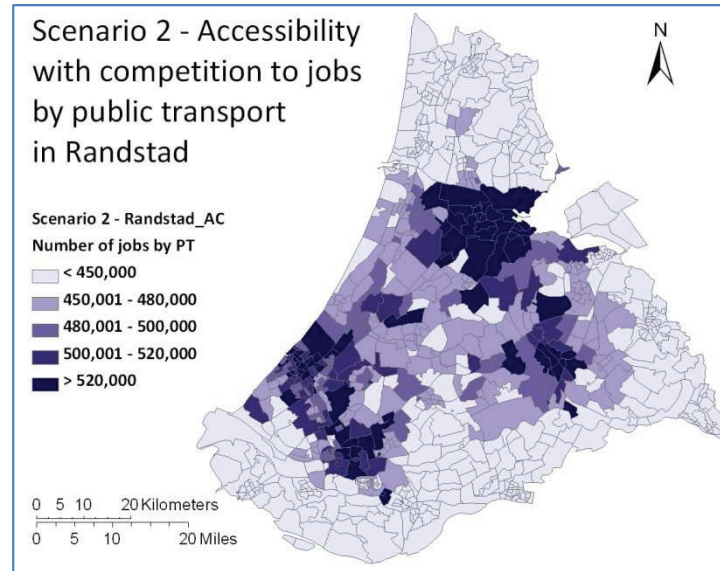 Scenario 2 - Accessibility
with competition to jobs
by public transport
in Randstad
N
Scenario 2 - Randstad_AC
Number of jobs by PT
< 450,000
450,001 - 480,000
480,001 - 500,000
500,001 - 520,000
> 520,000
0 5 10 20 Kilometers
0 5 10 20 Miles